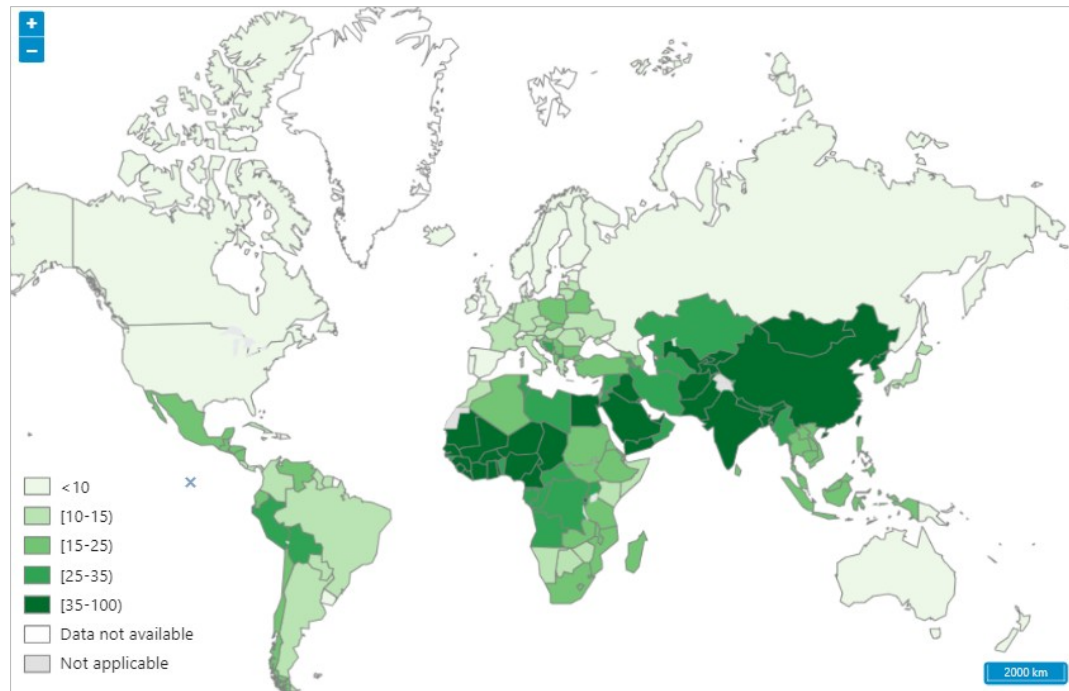 +
−
<10
[10-15)
[15-25)
[25-35)
[35-100)
Data not available
Not applicable
2000 km